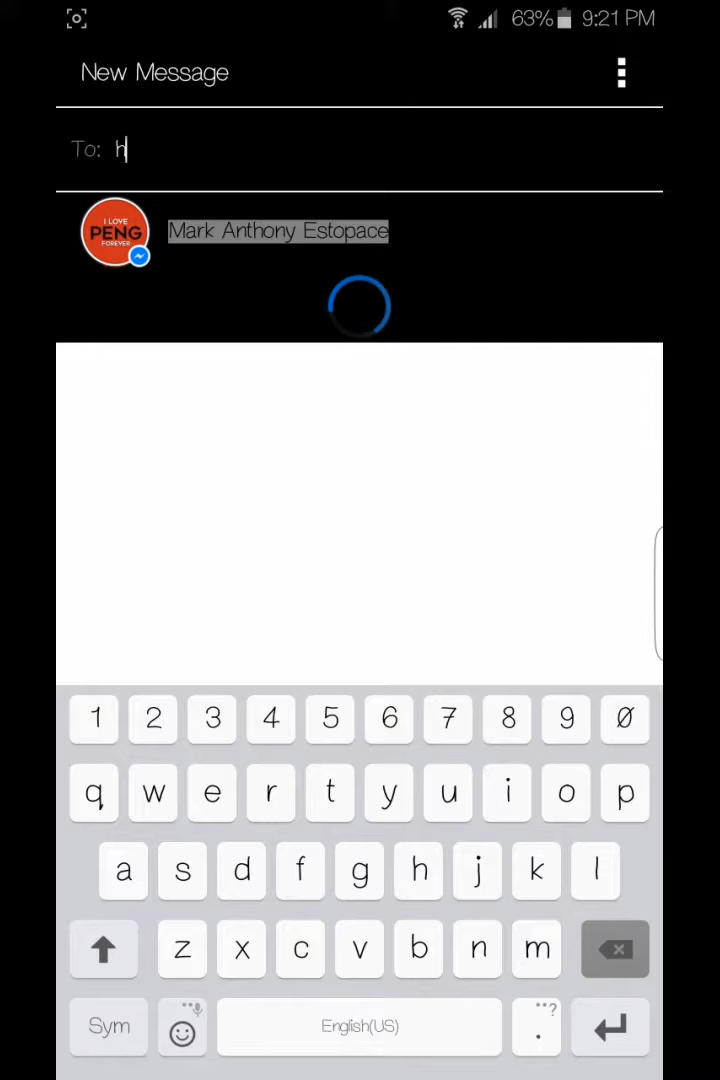 63% 9:21 PM
New Message
To: h
I LOVE
PENG
FOREVER
Mark Anthony Estopace
1 2 3 4 5 6 7 8 9 0
q w e r t y u i o p
a s d f g h j k l
z x c v b n m
Sym English(US) . ?